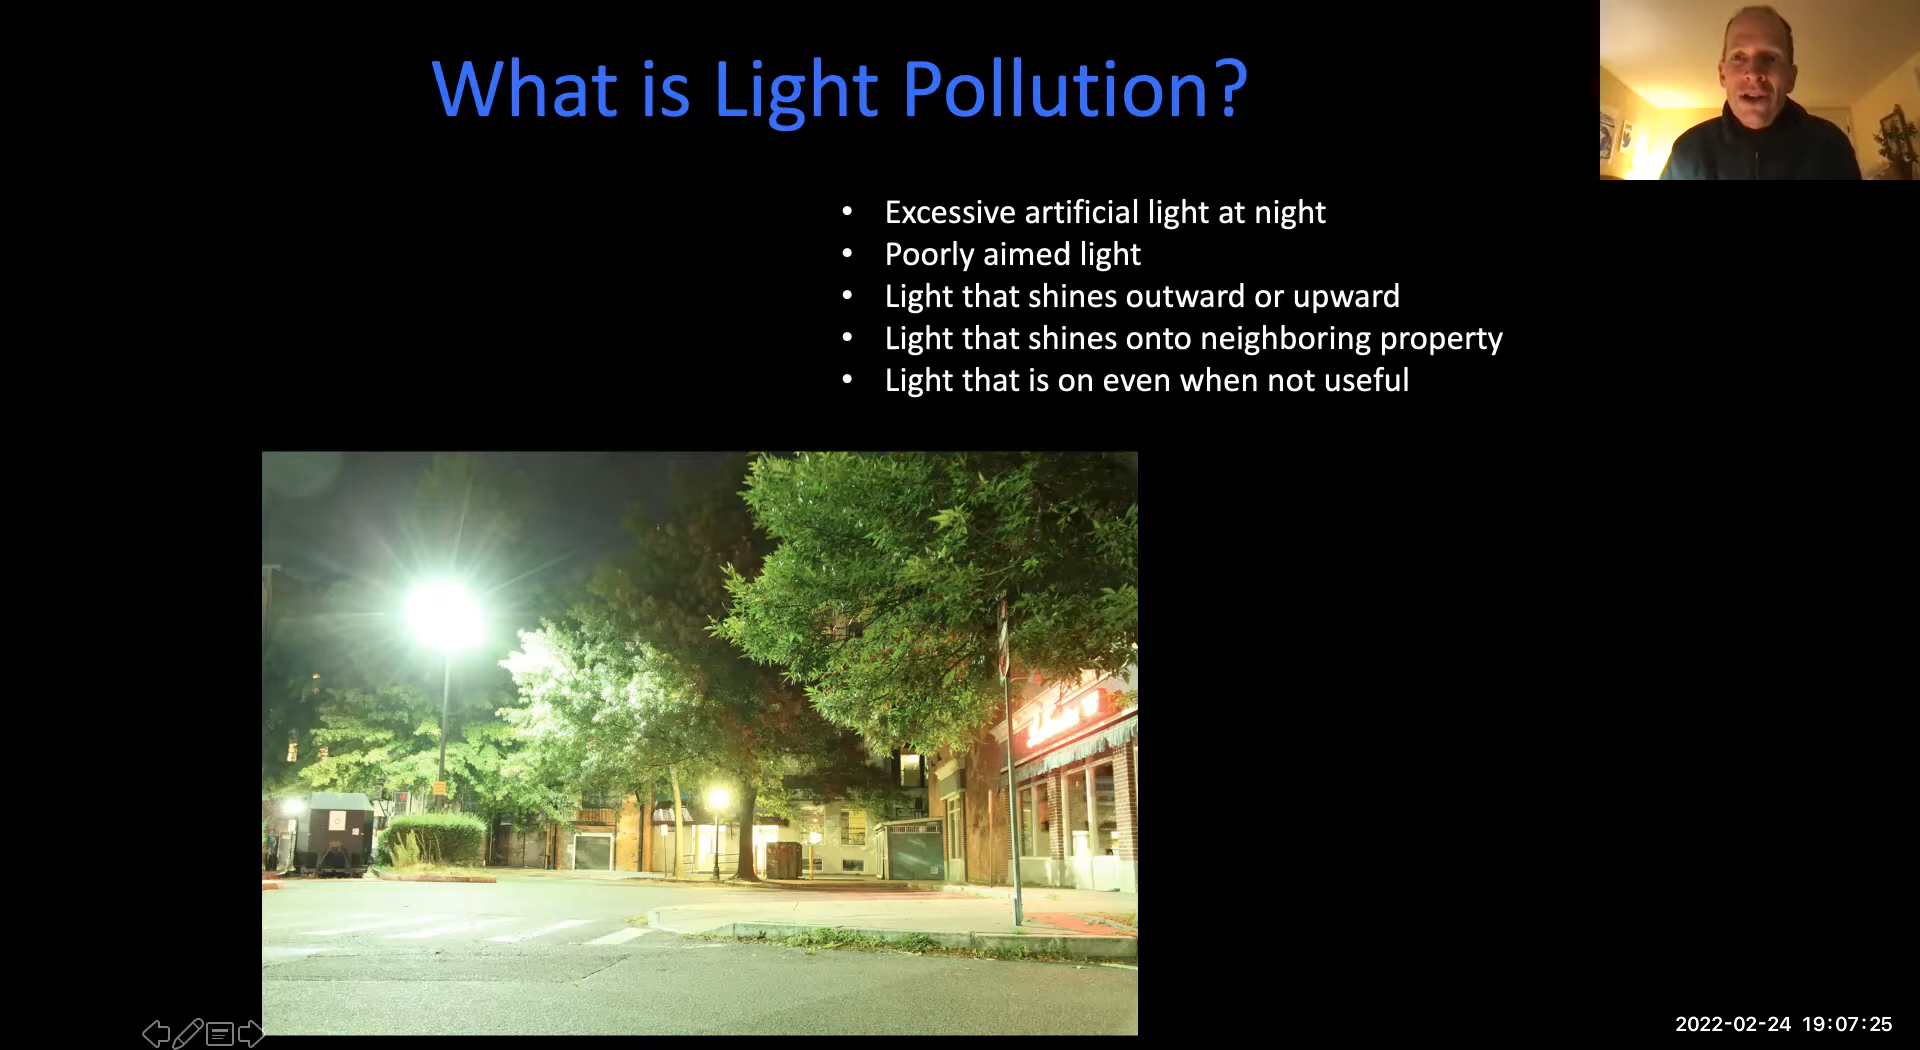 What is Light Pollution?
• Excessive artificial light at night
• Poorly aimed light
• Light that shines outward or upward
• Light that shines onto neighboring property
• Light that is on even when not useful
2022-02-24 19:07:25